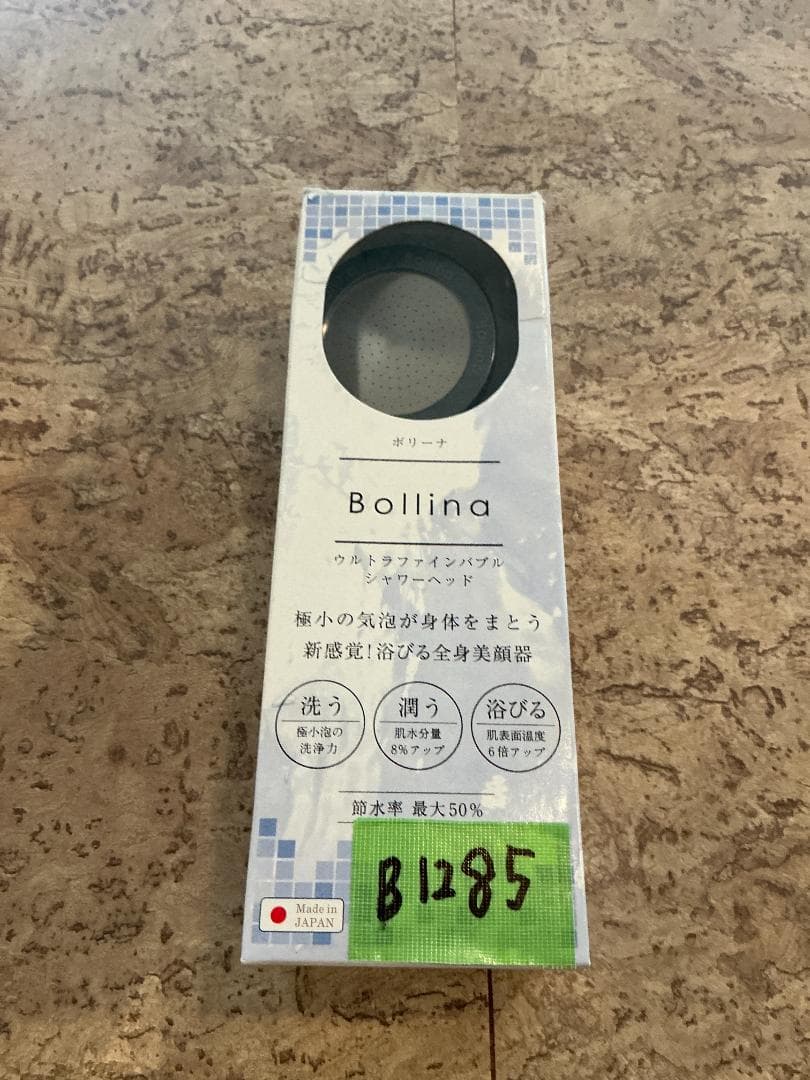 ボリーナ
Bollina
ウルトラファインバブル
シャワーヘッド
極小の気泡が身体をまとう
新感覚!浴びる全身美顔器
洗う
極小泡の
洗浄力
潤う
肌水分量
8%アップ
浴びる
肌表面温度
6倍アップ
節水率 最大50%
B1285
Made in
JAPAN